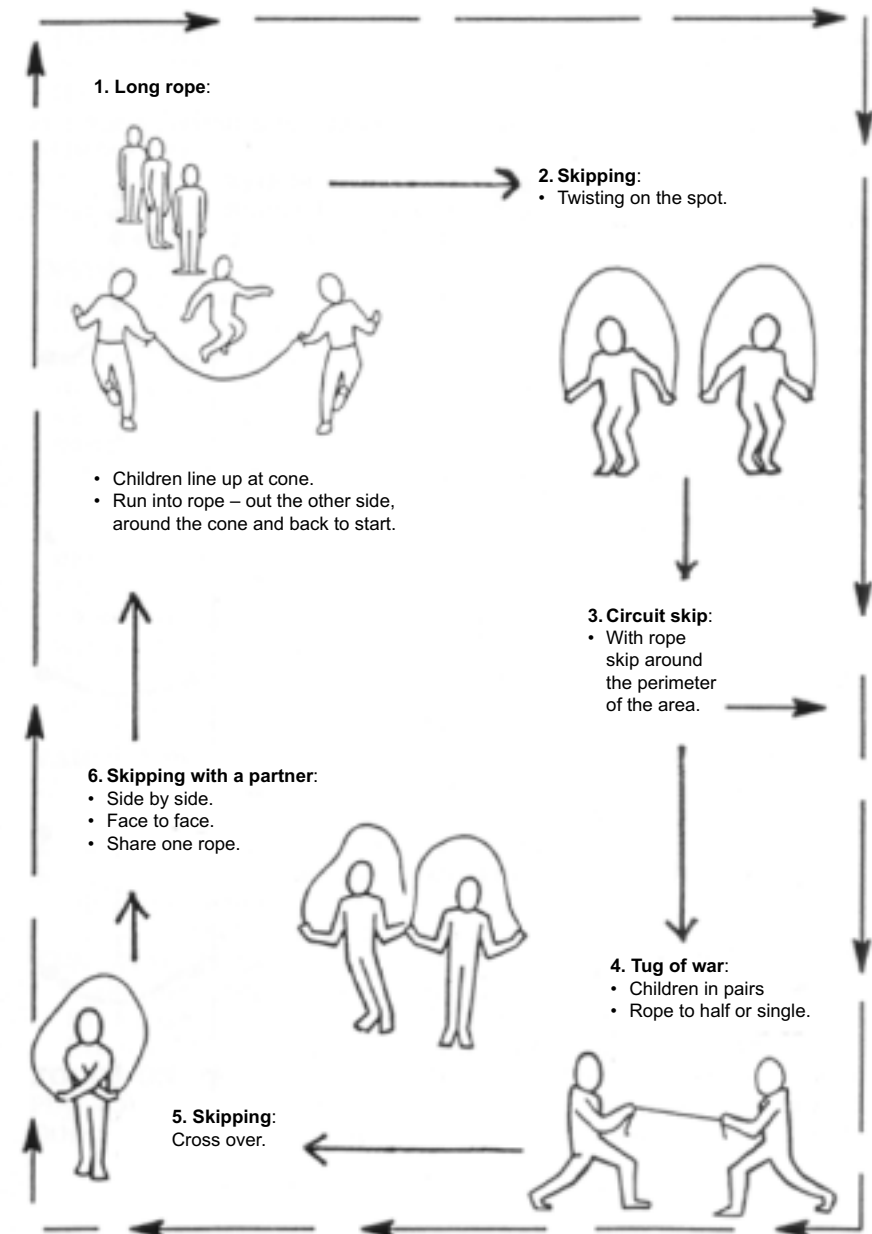 1. Long rope:
• Children line up at cone.
• Run into rope – out the other side,
around the cone and back to start.
2. Skipping:
• Twisting on the spot.
3. Circuit skip:
• With rope
skip around
the perimeter
of the area.
4. Tug of war:
• Children in pairs
• Rope to half or single.
5. Skipping:
Cross over.
6. Skipping with a partner:
• Side by side.
• Face to face.
• Share one rope.